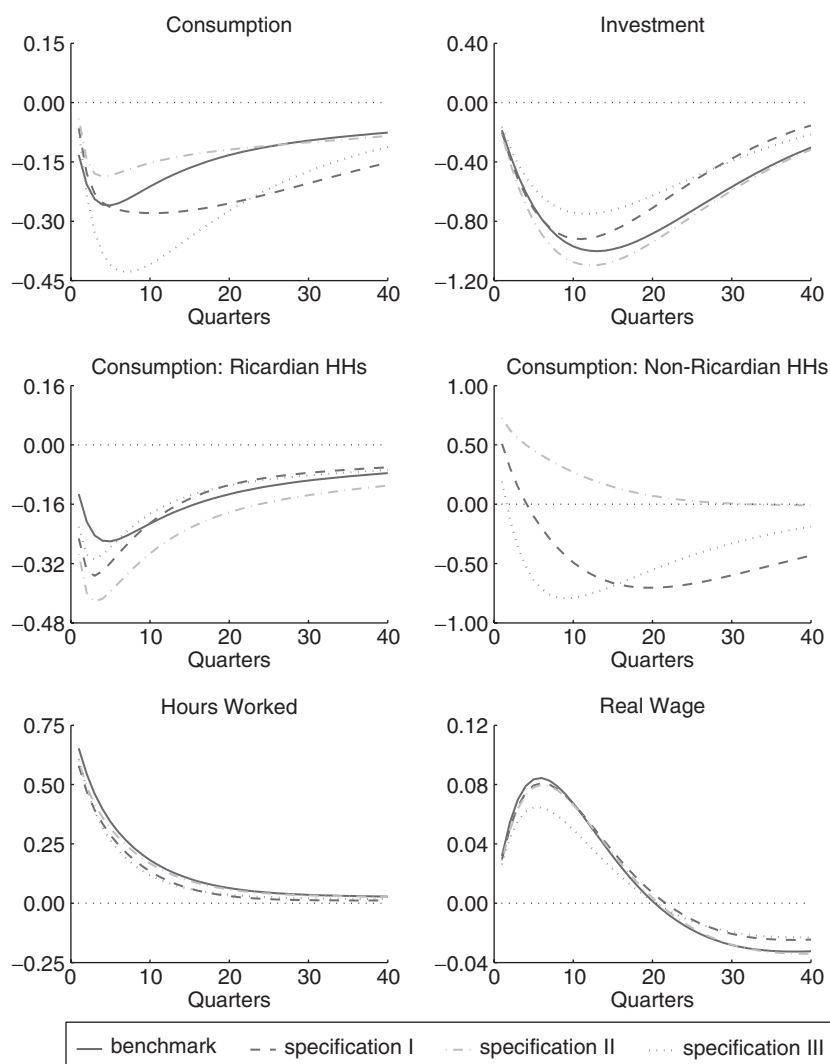 Consumption
0.15
0.00
−0.15
−0.30
−0.45
0 10 20 30 40
Quarters
Investment
0.40
0.00
−0.40
−0.80
−1.20
0 10 20 30 40
Quarters
Consumption: Ricardian HHs
0.16
0.00
−0.16
−0.32
−0.48
0 10 20 30 40
Quarters
Consumption: Non-Ricardian HHs
1.00
0.50
0.00
−0.50
−1.00
0 10 20 30 40
Quarters
Hours Worked
0.75
0.50
0.25
0.00
−0.25
0 10 20 30 40
Quarters
Real Wage
0.12
0.08
0.04
0.00
−0.04
0 10 20 30 40
Quarters
benchmark specification I specification II specification III